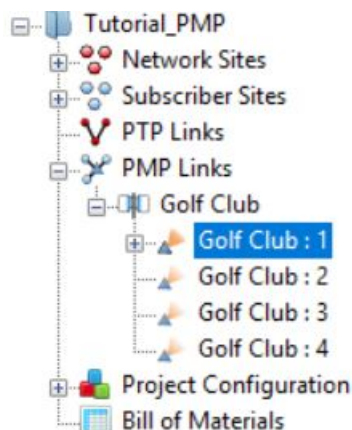 Tutorial_PMP
Network Sites
Subscriber Sites
PTP Links
PMP Links
Golf Club
Golf Club : 1
Golf Club : 2
Golf Club : 3
Golf Club : 4
Project Configuration
Bill of Materials